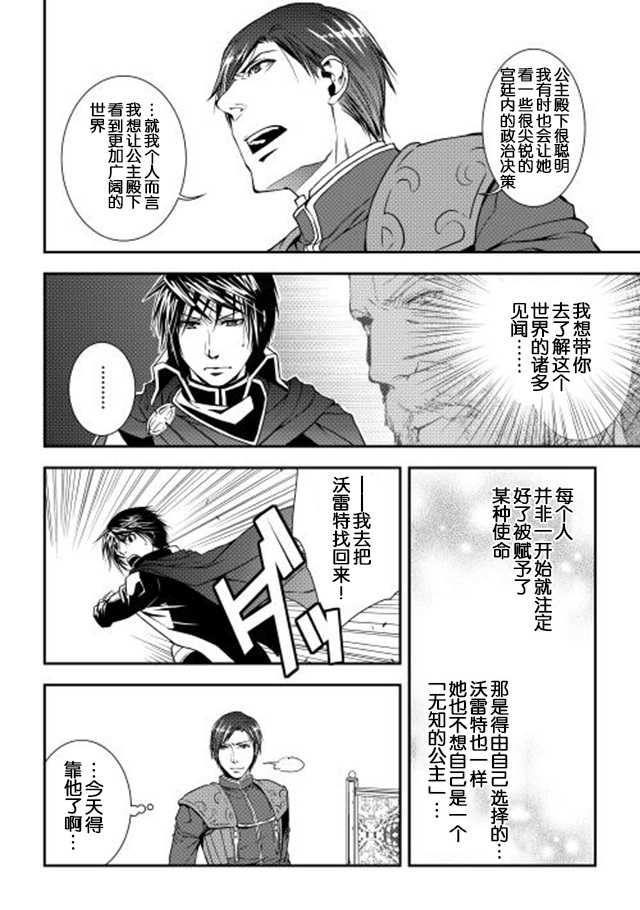 公主殿下很聪明
我有时也会让她
看一些很尖锐的
宫廷内的政治决策
…就我个人而言
我想让公主殿下
看到更加广阔的
世界
我想带你
去了解这个
世界的诸多
见闻……
………
每个人
并非一开始就注定
好了被赋予了
某种使命
那是得由自己选择的…
沃雷特也一样
她也不想自己是一个
「无知的公主」…
——我去把
沃雷特找回来！
バッ
…今天得
靠他了啊…